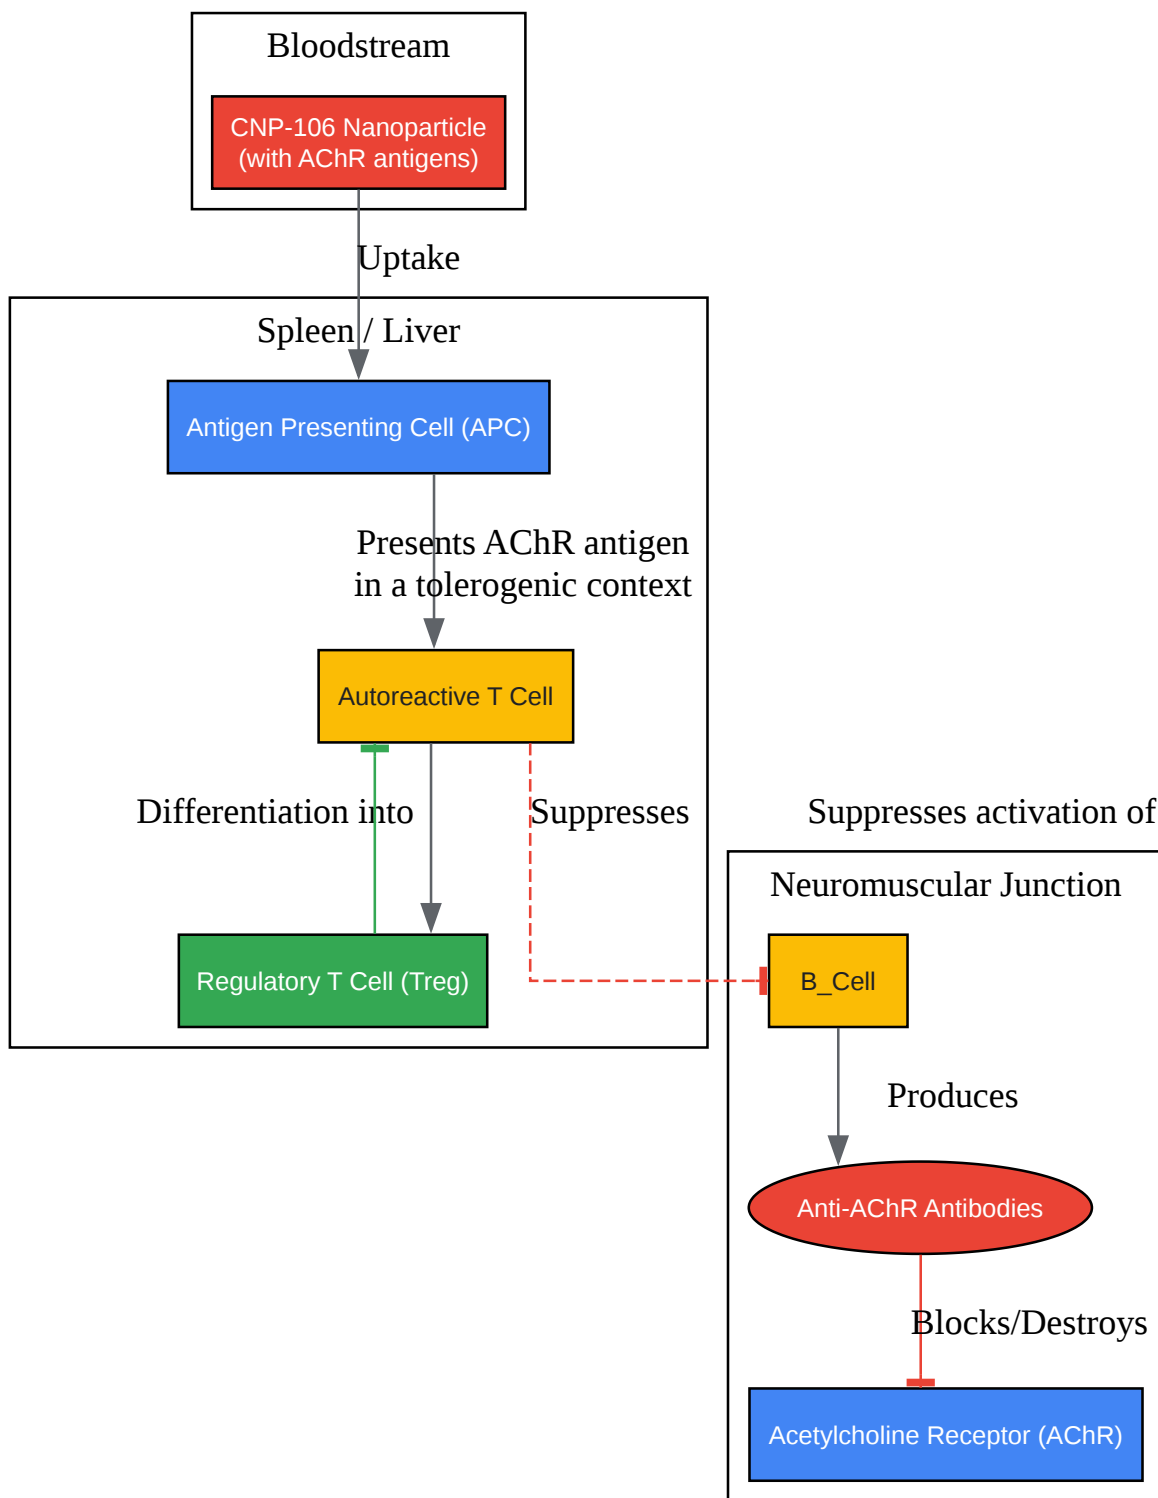 Bloodstream
CNP-106 Nanoparticle
(with AChR antigens)
Uptake
Spleen / Liver
Antigen Presenting Cell (APC)
Presents AChR antigen
in a tolerogenic context
Autoreactive T Cell
Differentiation into
Suppresses
Suppresses activation of
Regulatory T Cell (Treg)
Neuromuscular Junction
B_Cell
Produces
Anti-AChR Antibodies
Blocks/Destroys
Acetylcholine Receptor (AChR)